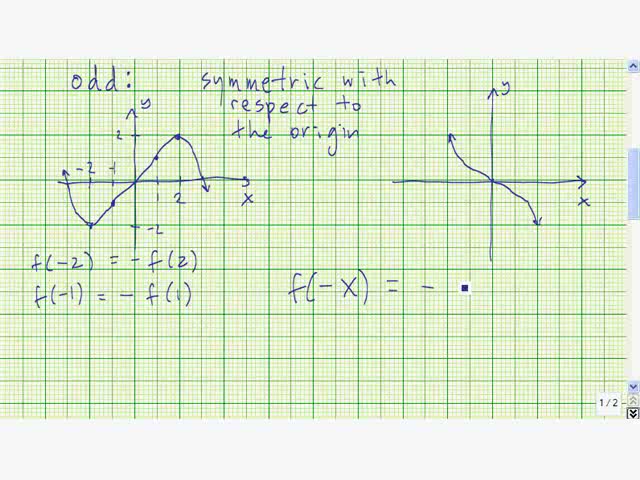 odd: symmetric with
respect to
the origin
y
2
-2 -1
1 2
x
-2
y
x
f(-2) = -f(2)
f(-1) = - f(1)
f(-x) = -
1 / 2